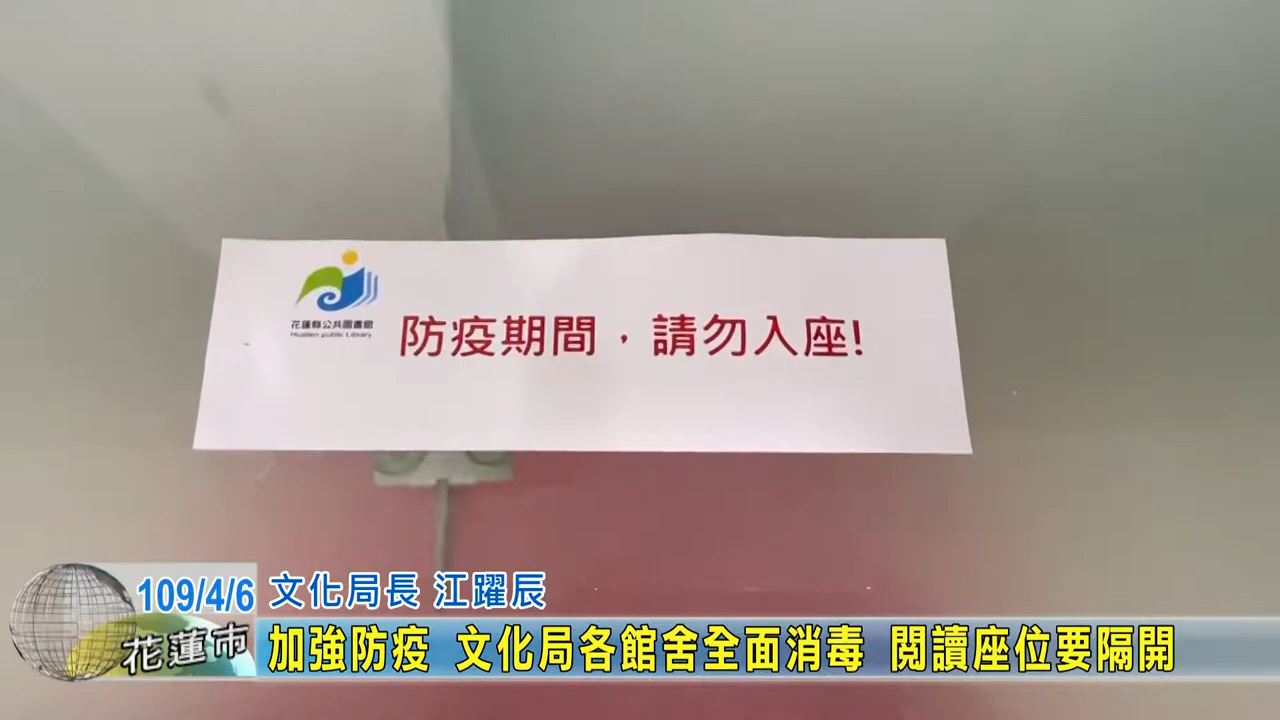 花蓮縣公共圖書館
Hualien public Library
防疫期間，請勿入座!
109/4/6
文化局長 江躍辰
花蓮市
加強防疫 文化局各館舍全面消毒 閱讀座位要隔開